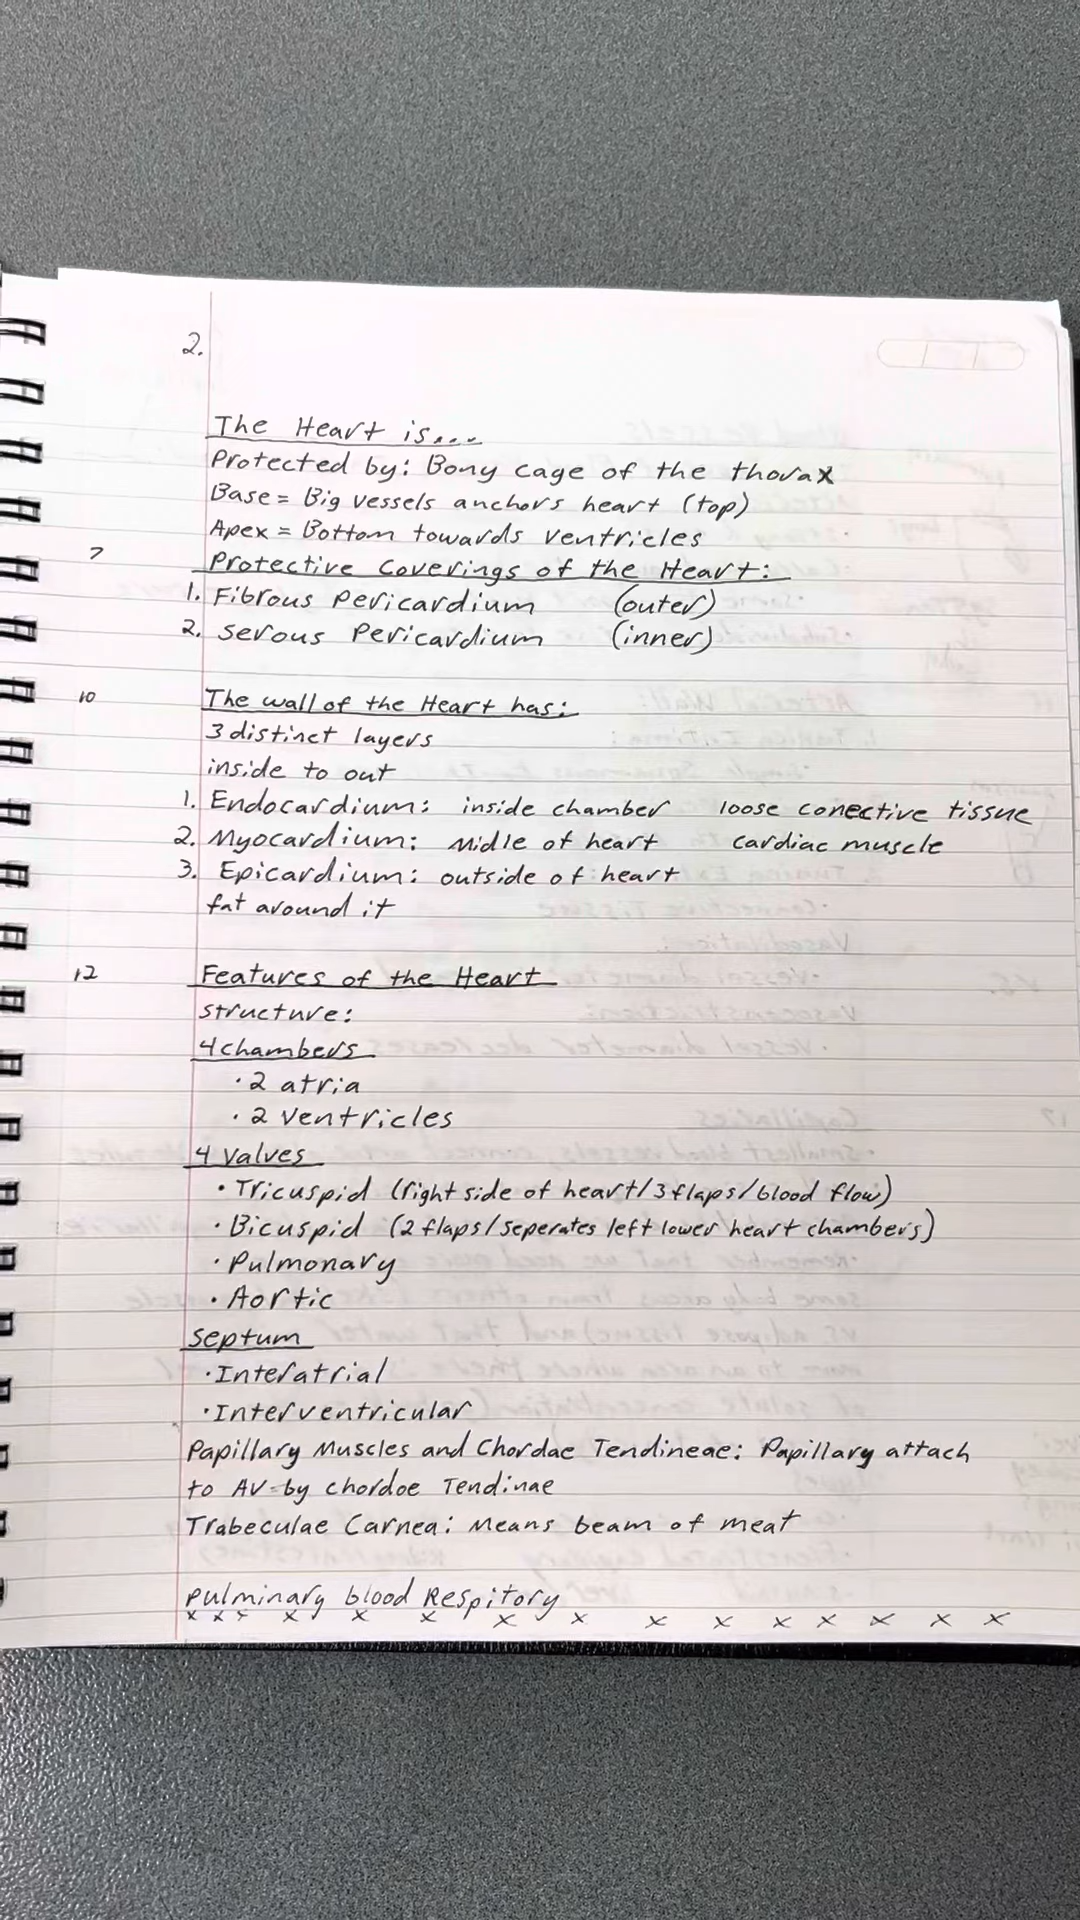 2.
The Heart is...
Protected by: Bony cage of the thorax
Base = Big vessels anchors heart (top)
Apex = Bottom towards ventricles
7 Protective Coverings of the Heart:
1. Fibrous Pericardium (outer)
2. Serous Pericardium (inner)
10 The wall of the Heart has:
3 distinct layers
inside to out
1. Endocardium: inside chamber loose conective tissue
2. Myocardium: Midle of heart cardiac muscle
3. Epicardium: outside of heart
fat around it
12 Features of the Heart
structure:
4 chambers
· 2 atria
· 2 ventricles
4 valves
· Tricuspid (right side of heart/3 flaps/blood flow)
· Bicuspid (2 flaps/seperates left lower heart chambers)
· Pulmonary
· Aortic
Septum
· Interatrial
· Interventricular
Papillary Muscles and Chordae Tendineae: Papillary attach
to AV-by chordoe Tendinae
Trabeculae Carnea: Means beam of meat
Pulminary blood Respitory
x x x x x x x x x x x x x x x